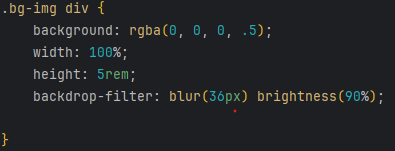 .bg-img div {
background: rgba(0, 0, 0, .5);
width: 100%;
height: 5rem;
backdrop-filter: blur(36px) brightness(90%);
}